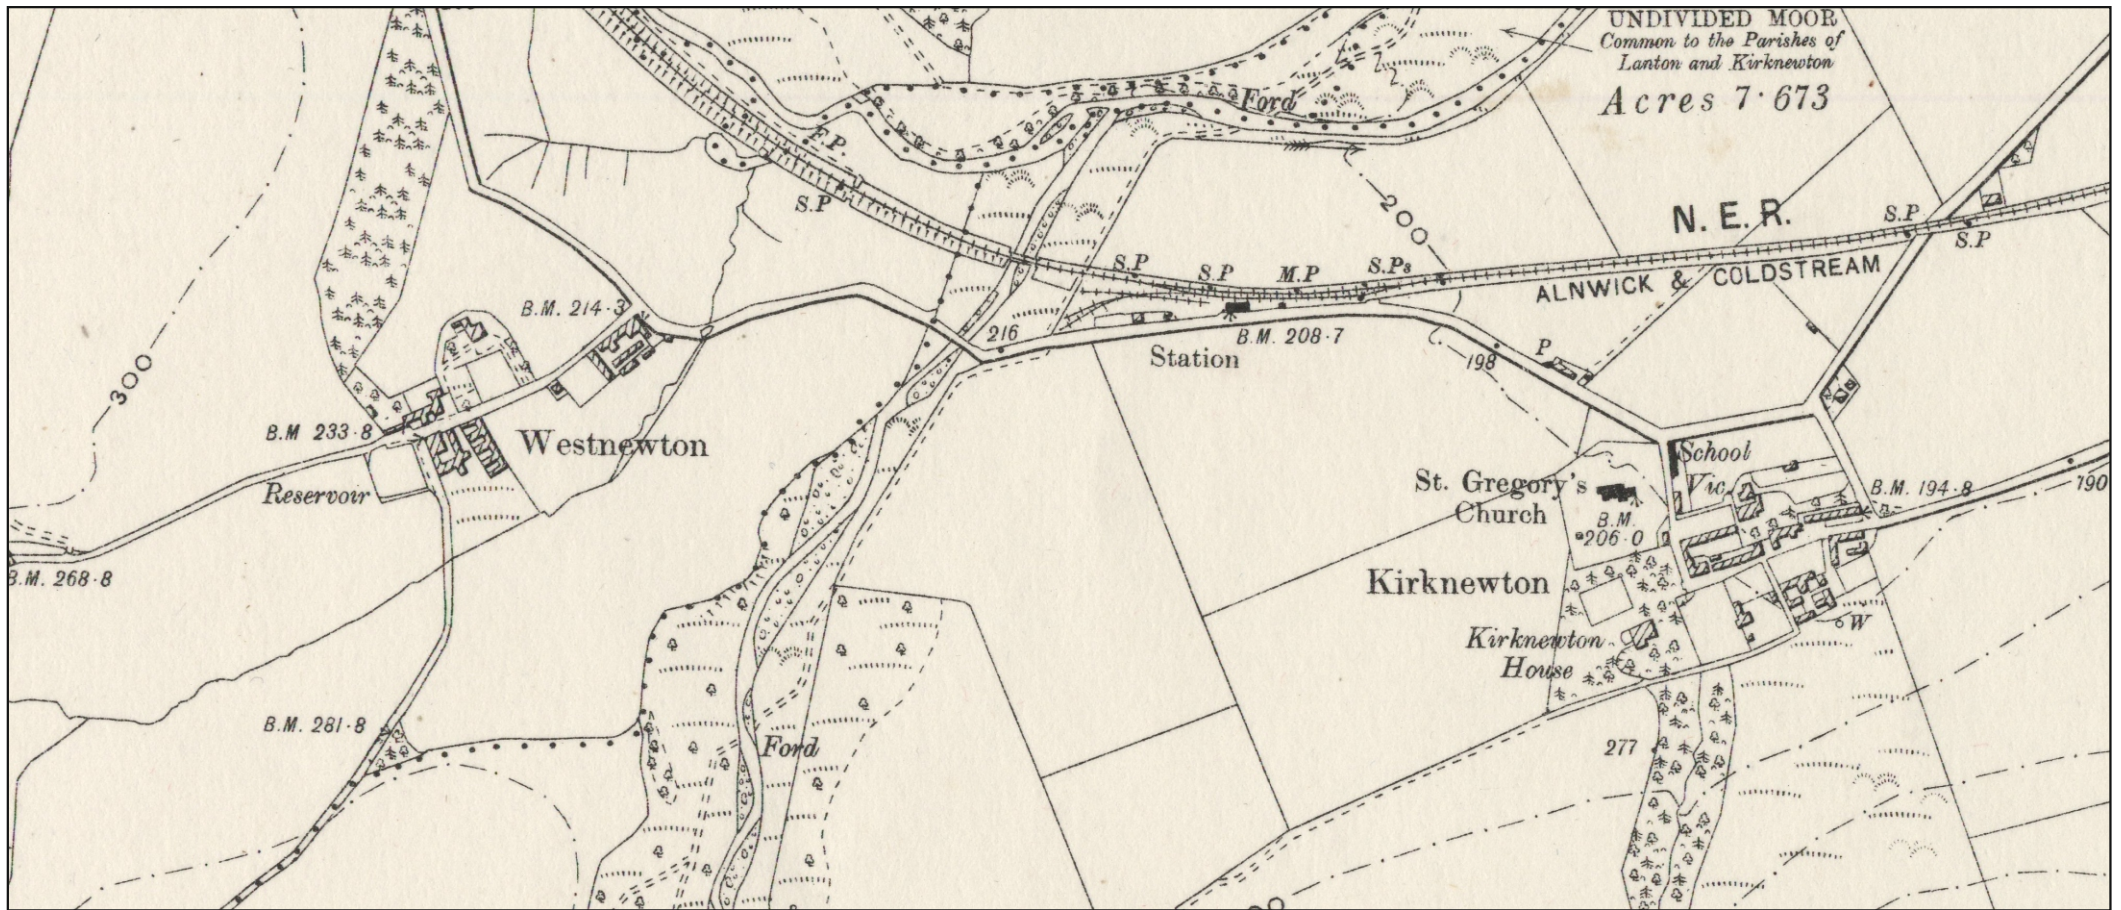 UNDIVIDED MOOR
Common to the Parishes of
Lanton and Kirknewton
Acres 7·673
Ford
F.P.
S.P
200
N. E. R.
S.P
S.P
S.P
S.P
M.P
S.Ps
ALNWICK & COLDSTREAM
B.M. 214·3
216
B.M. 208·7
Station
198
P
300
B.M 233·8
Westnewton
Reservoir
School
Vic.
St. Gregory's
Church
B.M.
206·0
B.M. 194·8
190
B.M. 268·8
Kirknewton
W
Kirknewton
House
B.M. 281·8
Ford
277